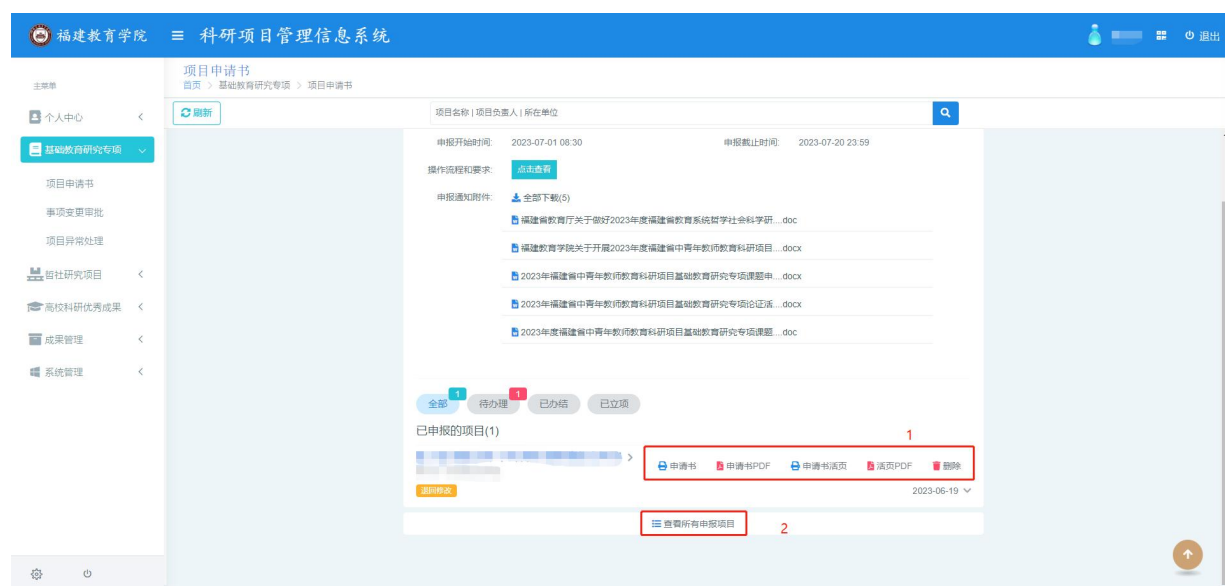 福建教育学院
科研项目管理信息系统
退出
主菜单
项目申请书
首页 > 基础教育研究专项 > 项目申请书
个人中心
刷新
项目名称 | 项目负责人 | 所在单位
基础教育研究专项
项目申请书
事项变更审批
项目异常处理
哲社研究项目
高校科研优秀成果
成果管理
系统管理
申报开始时间: 2023-07-01 08:30 申报截止时间: 2023-07-20 23:59
操作流程和要求: 点击查看
申报通知附件: 全部下载(5)
福建省教育厅关于做好2023年度福建省教育系统哲学社会科学研....doc
福建教育学院关于开展2023年度福建省中青年教师教育科研项目....docx
2023年福建省中青年教师教育科研项目基础教育研究专项课题申....docx
2023年福建省中青年教师教育科研项目基础教育研究专项论证活....docx
2023年度福建省中青年教师教育科研项目基础教育研究专项课题....doc
全部 1 待办理 1 已办结 已立项
已申报的项目(1)
1
申请书 申请书PDF 申请书活页 活页PDF 删除
退回修改
2023-06-19
查看所有申报项目
2